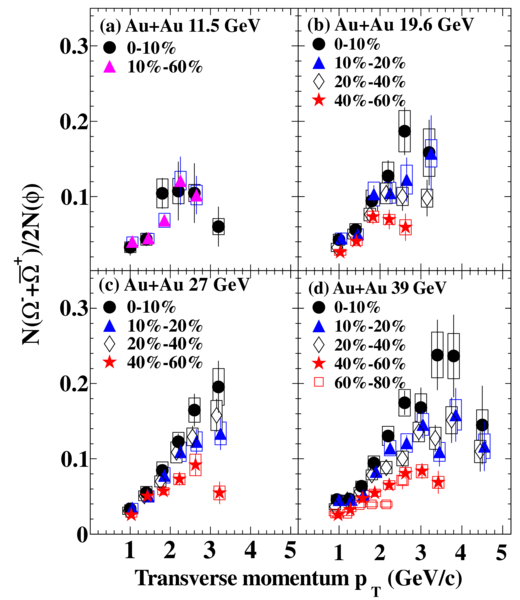 (a) Au+Au 11.5 GeV
0-10%
10%-60%
(b) Au+Au 19.6 GeV
0-10%
10%-20%
20%-40%
40%-60%
0.3
0.2
0.1
N(Ω⁻+Ω̅⁺)/2N(ϕ)
(c) Au+Au 27 GeV
0-10%
10%-20%
20%-40%
40%-60%
(d) Au+Au 39 GeV
0-10%
10%-20%
20%-40%
40%-60%
60%-80%
0.3
0.2
0.1
0
1 2 3 4 5
1 2 3 4 5
Transverse momentum p_T (GeV/c)